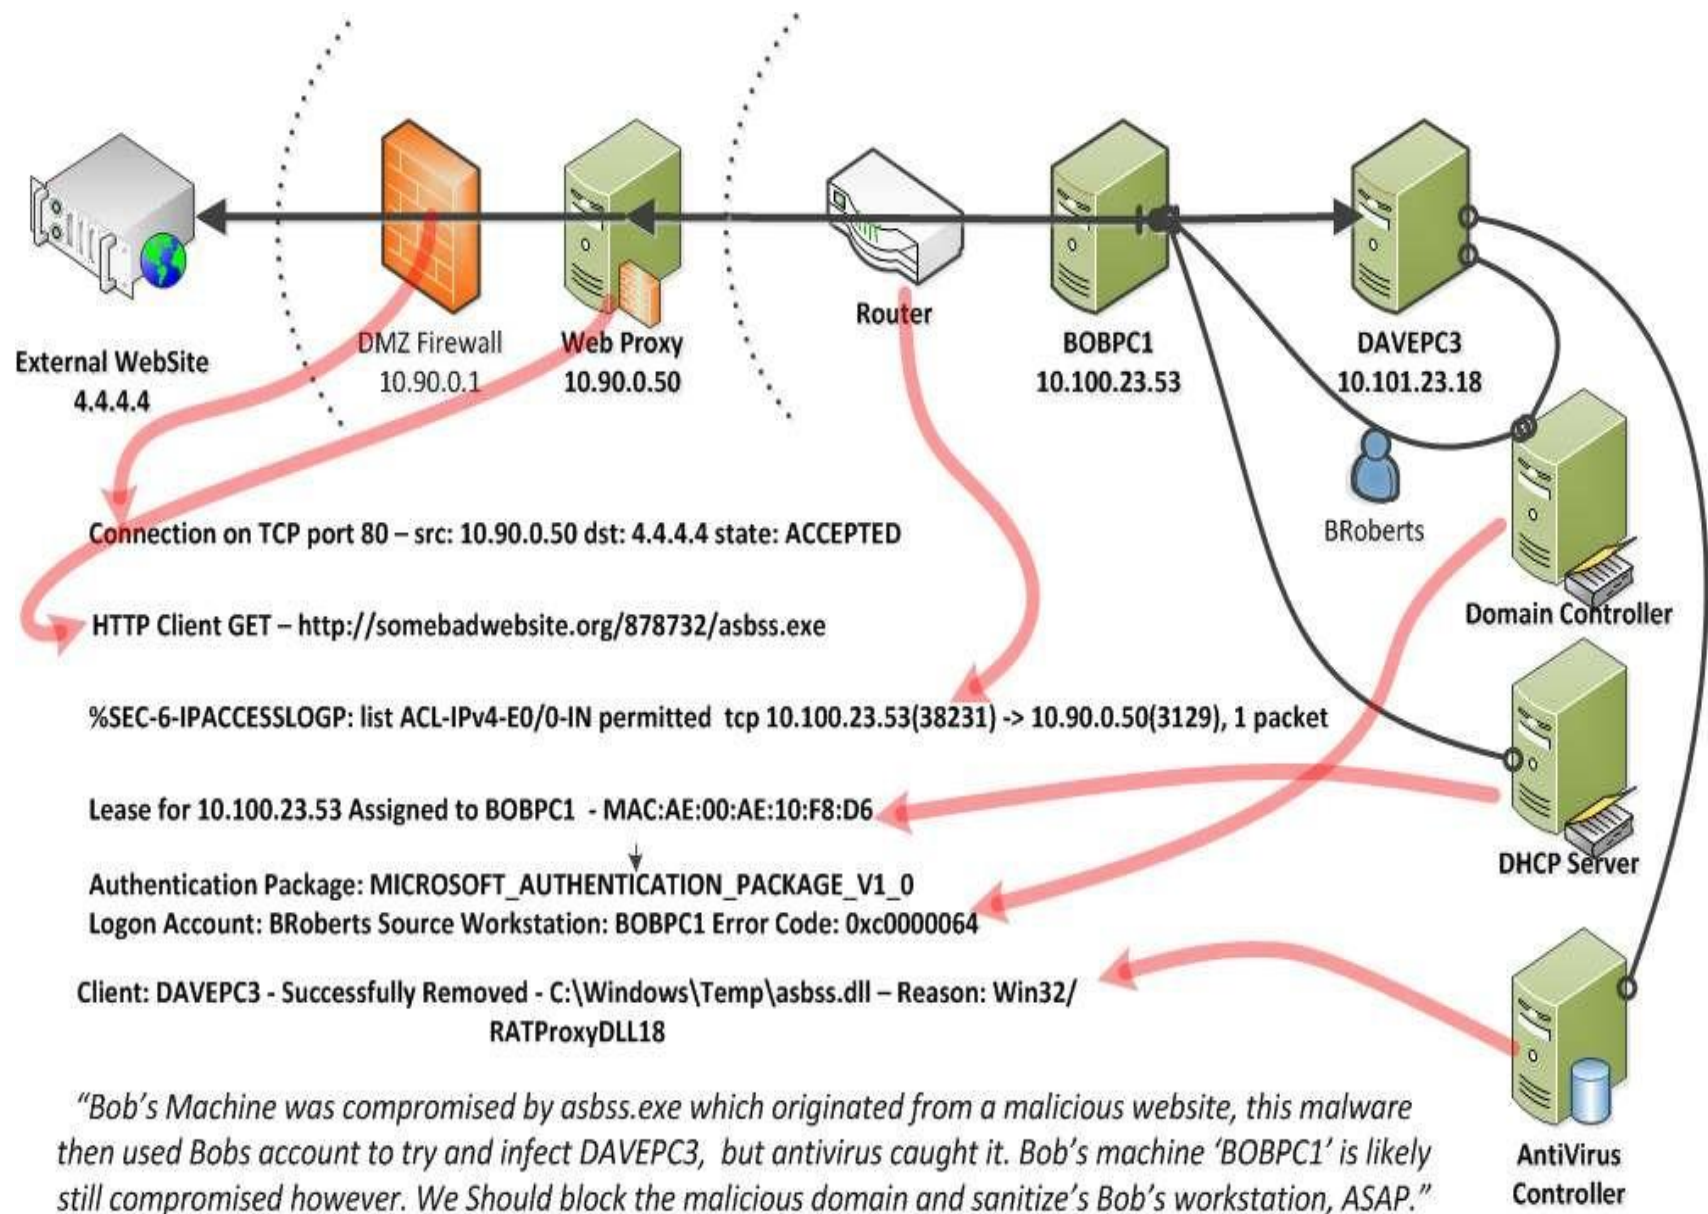 External WebSite
4.4.4.4
DMZ Firewall
10.90.0.1
Web Proxy
10.90.0.50
Router
BOBPC1
10.100.23.53
DAVEPC3
10.101.23.18
BRoberts
Domain Controller
DHCP Server
AntiVirus
Controller
Connection on TCP port 80 – src: 10.90.0.50 dst: 4.4.4.4 state: ACCEPTED
HTTP Client GET – http://somebadwebsite.org/878732/asbss.exe
%SEC-6-IPACCESSLOGP: list ACL-IPv4-E0/0-IN permitted tcp 10.100.23.53(38231) -> 10.90.0.50(3129), 1 packet
Lease for 10.100.23.53 Assigned to BOBPC1 - MAC:AE:00:AE:10:F8:D6
Authentication Package: MICROSOFT_AUTHENTICATION_PACKAGE_V1_0
Logon Account: BRoberts Source Workstation: BOBPC1 Error Code: 0xc0000064
Client: DAVEPC3 - Successfully Removed - C:\Windows\Temp\asbss.dll – Reason: Win32/
RATProxyDLL18
“Bob’s Machine was compromised by asbss.exe which originated from a malicious website, this malware
then used Bobs account to try and infect DAVEPC3, but antivirus caught it. Bob’s machine ‘BOBPC1’ is likely
still compromised however. We Should block the malicious domain and sanitize’s Bob’s workstation, ASAP.”